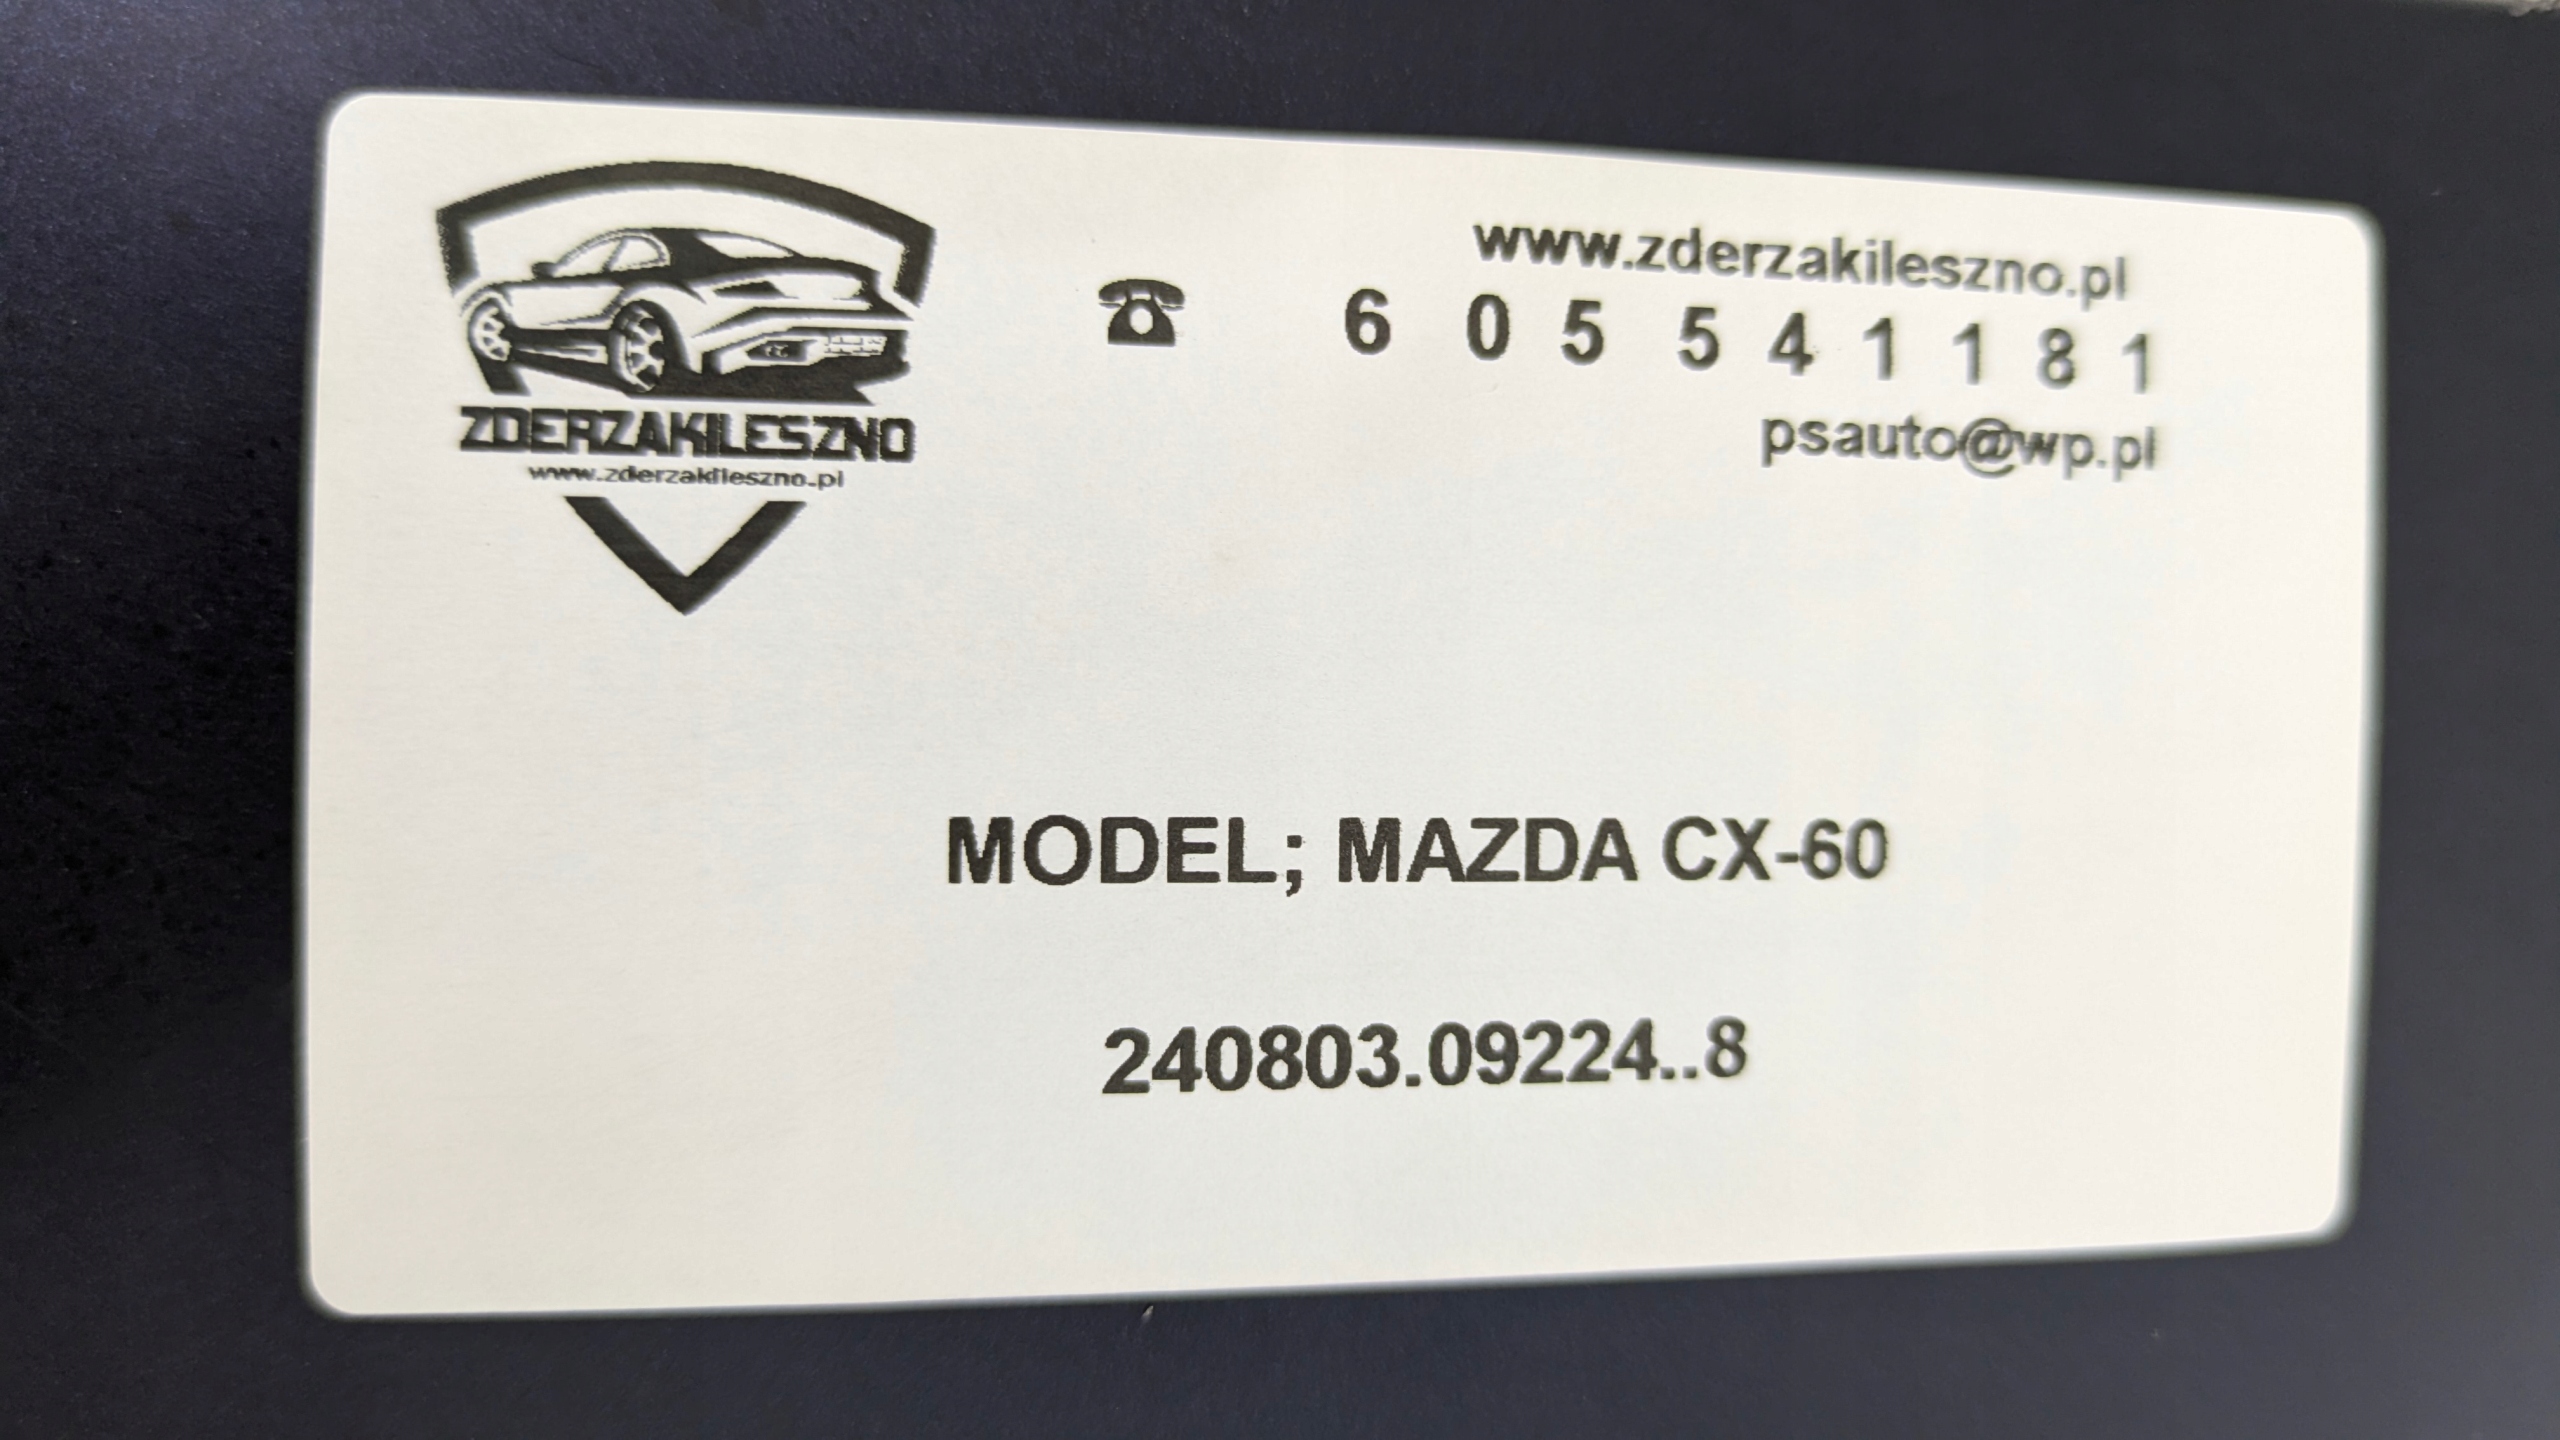 ZDERZAKILESZNO
www.zderzakileszno.pl
www.zderzakileszno.pl
☎ 6 0 5 5 4 1 1 8 1
psauto@wp.pl
MODEL; MAZDA CX-60
240803.09224..8